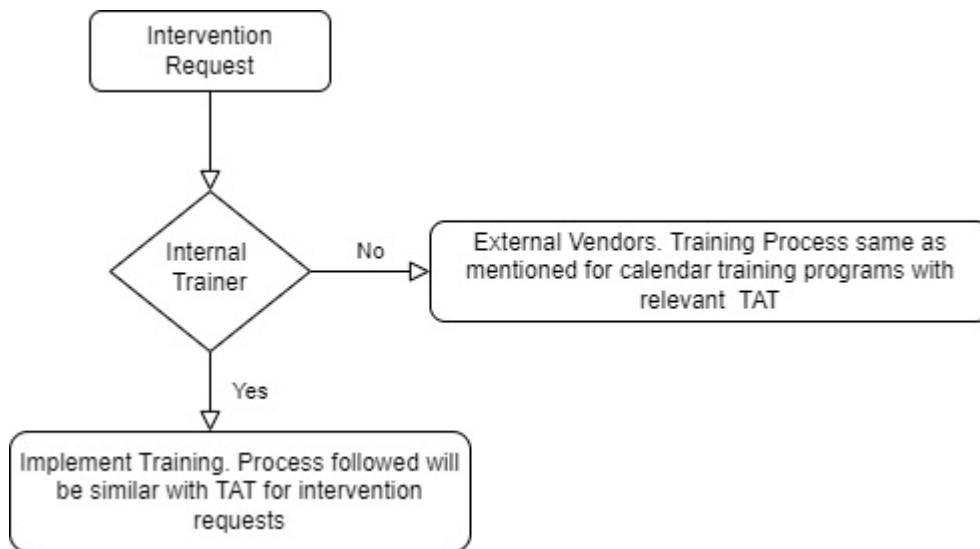 Intervention
Request
Internal
Trainer
No
External Vendors. Training Process same as
mentioned for calendar training programs with
relevant TAT
Yes
Implement Training. Process followed will
be similar with TAT for intervention
requests